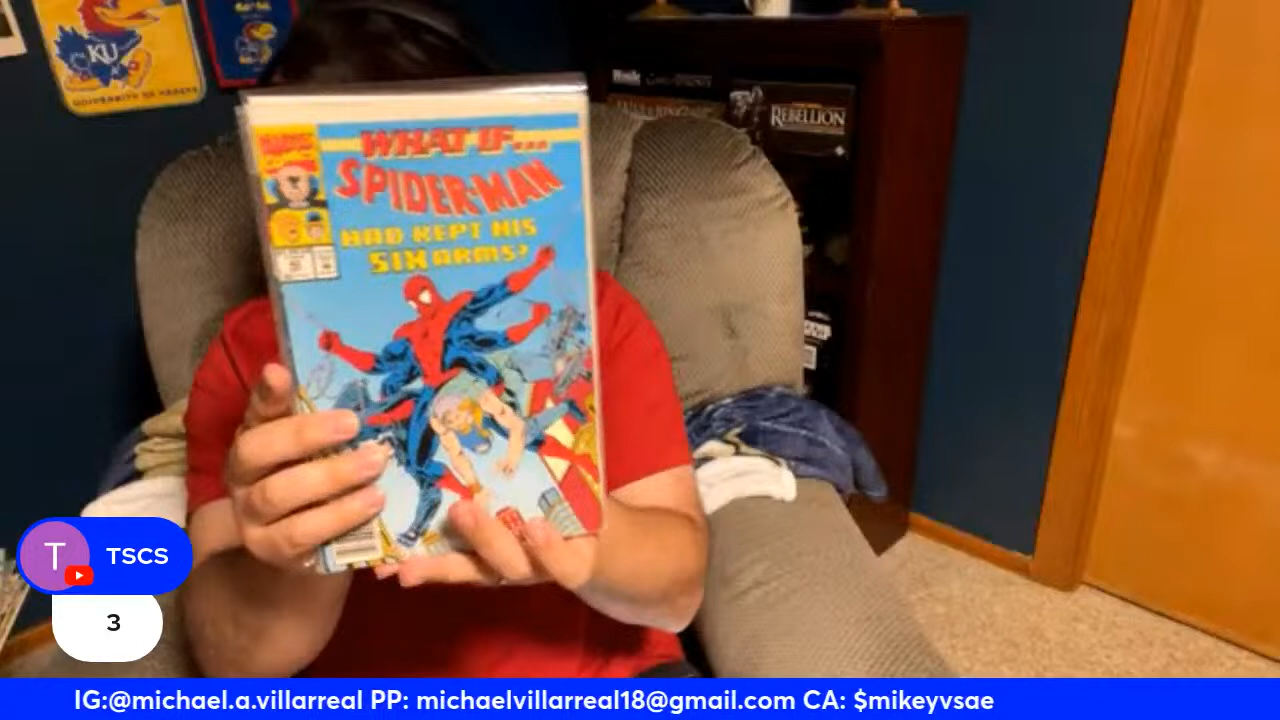 KU
REBELLION
MARVEL
WHAT IF...
SPIDER-MAN
HAD KEPT HIS
SIX ARMS?
T
TSCS
3
IG:@michael.a.villarreal PP: michaelvillarreal18@gmail.com CA: $mikeyvsae